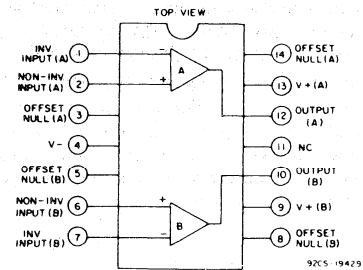 TOP VIEW
INV.
INPUT (A)
1
NON-INV.
INPUT (A)
2
OFFSET
NULL (A)
3
V-
4
OFFSET
NULL (B)
5
NON-INV
INPUT (B)
6
INV
INPUT (B)
7
-
+
A
+
-
B
14
OFFSET
NULL (A)
13
V+(A)
12
OUTPUT
(A)
11
NC
10
OUTPUT
(B)
9
V+(B)
8
OFFSET
NULL (B)
92CS-19429